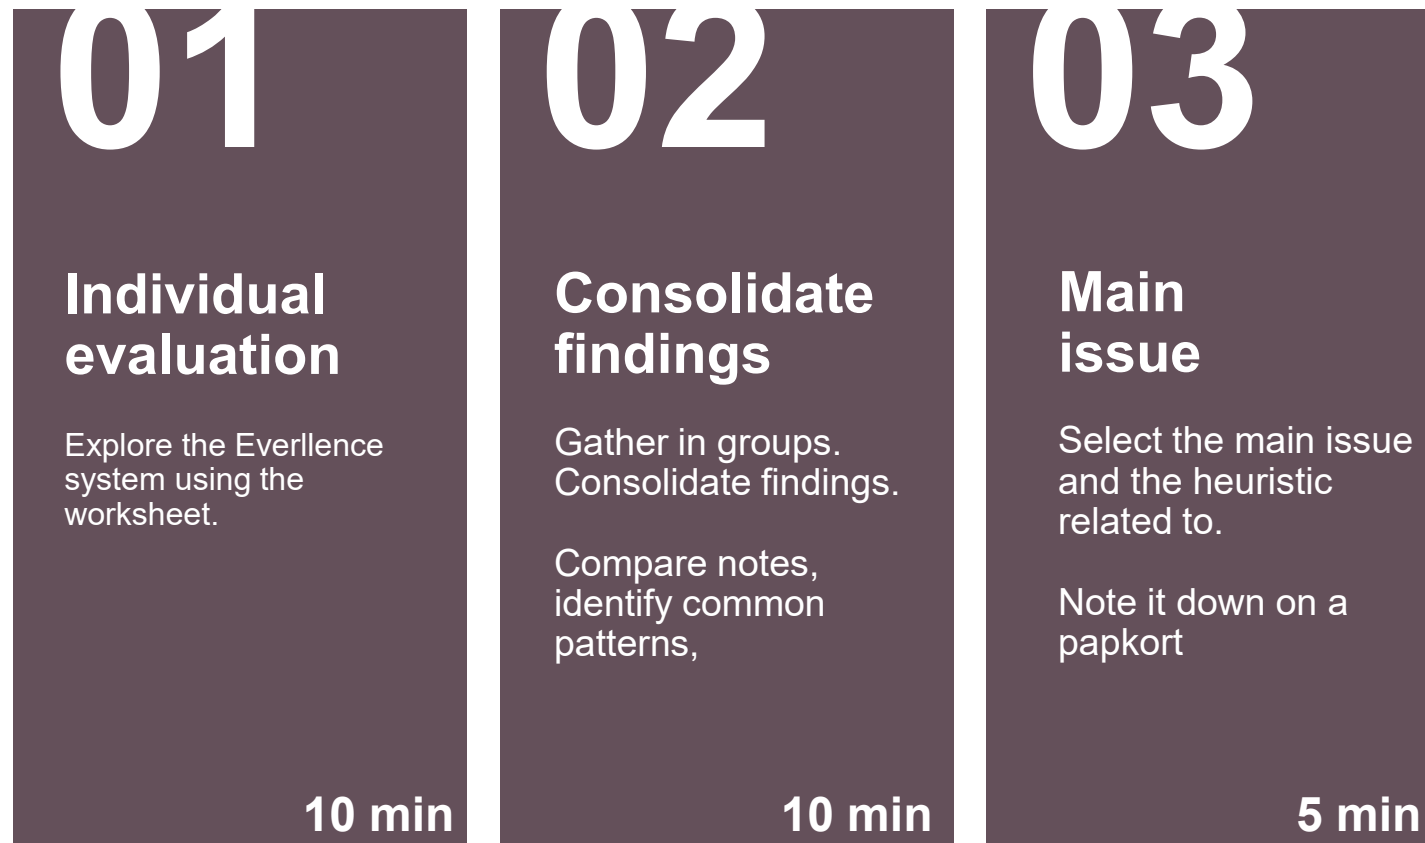 01
Individual
evaluation
Explore the Everllence
system using the
worksheet.
10 min
02
Consolidate
findings
Gather in groups.
Consolidate findings.
Compare notes,
identify common
patterns,
10 min
03
Main
issue
Select the main issue
and the heuristic
related to.
Note it down on a
papkort
5 min